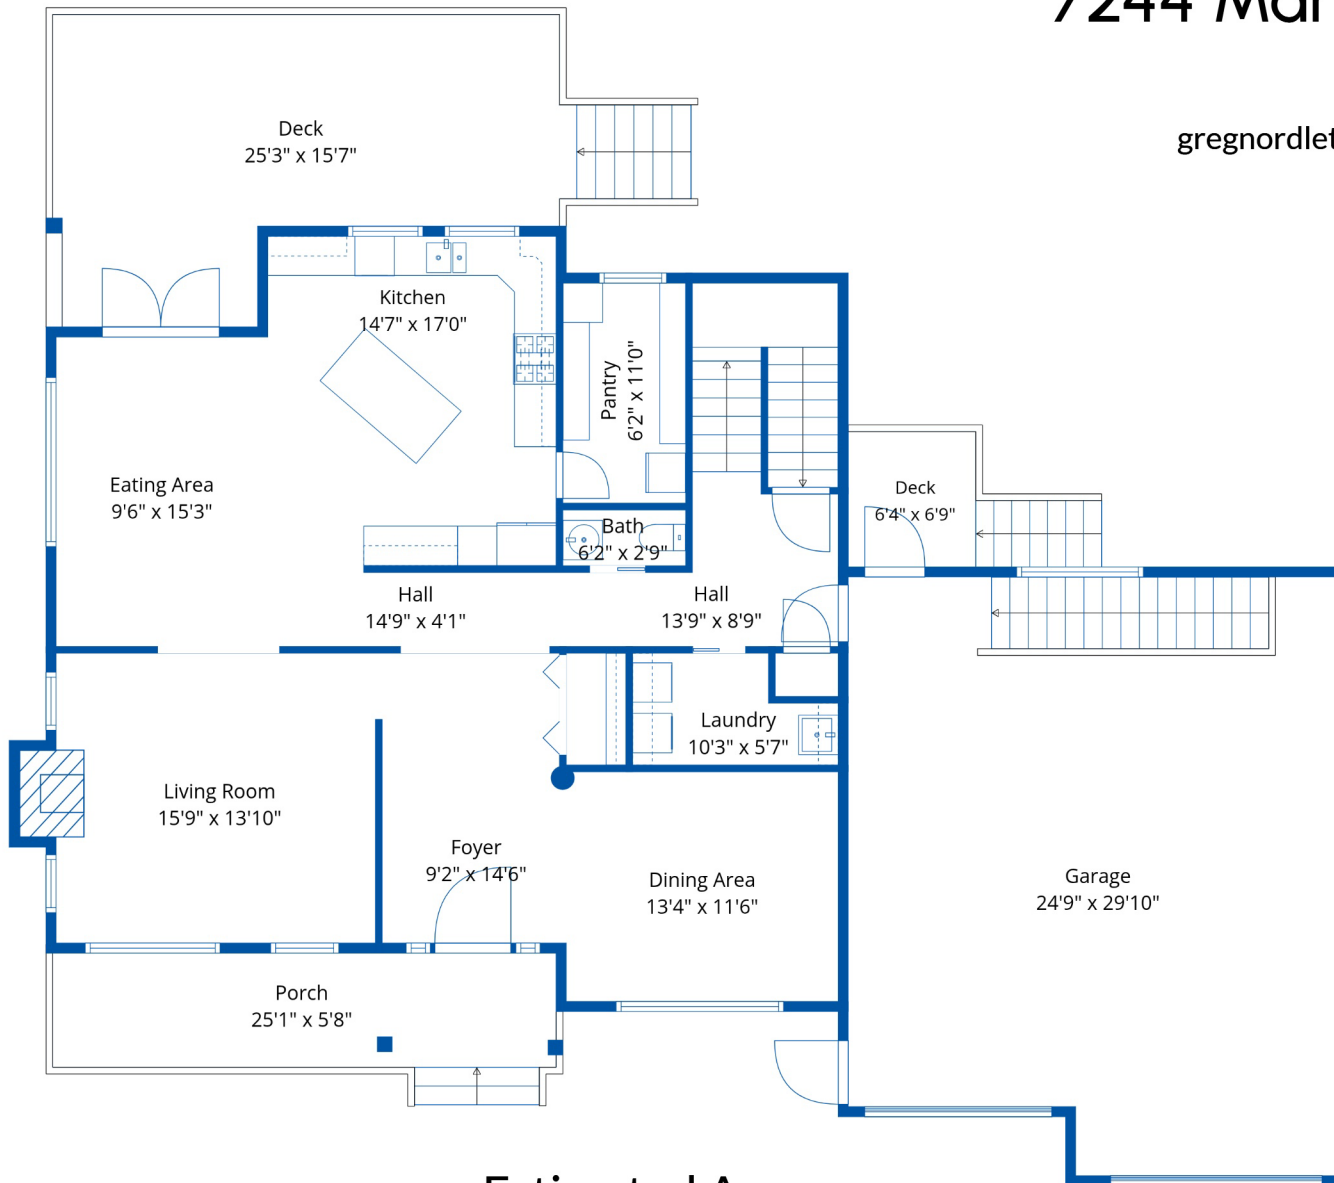 7244 Mar
gregnordlet
Deck
25'3" x 15'7"
Kitchen
14'7" x 17'0"
Pantry
6'2" x 11'0"
Eating Area
9'6" x 15'3"
Deck
6'4" x 6'9"
Bath
6'2" x 2'9"
Hall
14'9" x 4'1"
Hall
13'9" x 8'9"
Laundry
10'3" x 5'7"
Living Room
15'9" x 13'10"
Foyer
9'2" x 14'6"
Dining Area
13'4" x 11'6"
Garage
24'9" x 29'10"
Porch
25'1" x 5'8"